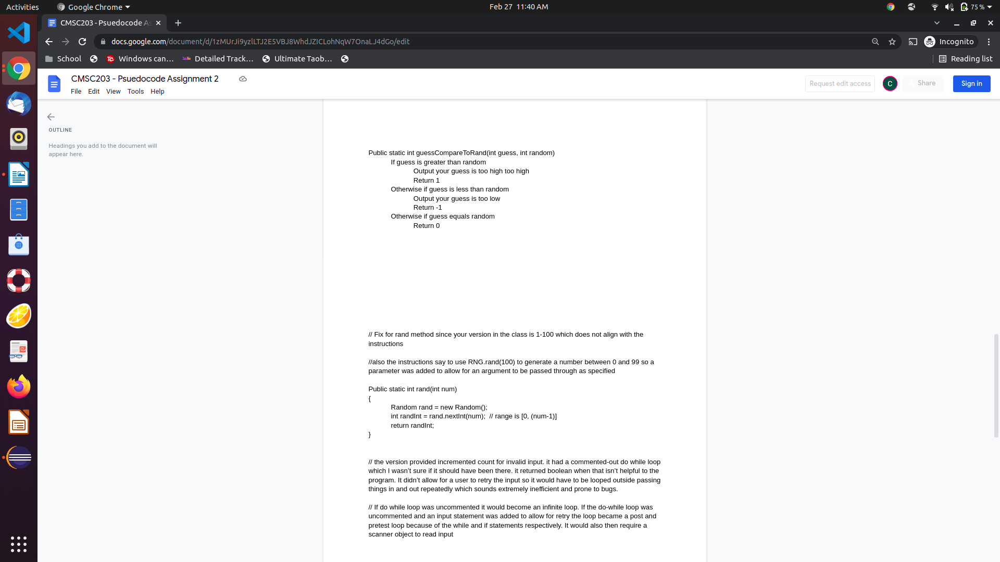 Activities
Google Chrome
Feb 27  11:40 AM
75 %
CMSC203 - Psuedocode As
docs.google.com/document/d/1zMUrJi9yzlLTJ2E5VBJ8WhdJZICLohNqW7OnaLJ4dGo/edit
Incognito
School
Windows can…
Detailed Track…
Ultimate Taob…
Reading list
CMSC203 - Psuedocode Assignment 2
File Edit View Tools Help
Request edit access
C
Share
Sign in
OUTLINE
Headings you add to the document will
appear here.
Public static int guessCompareToRand(int guess, int random)
If guess is greater than random
Output your guess is too high too high
Return 1
Otherwise if guess is less than random
Output your guess is too low
Return -1
Otherwise if guess equals random
Return 0
// Fix for rand method since your version in the class is 1-100 which does not align with the
instructions
//also the instructions say to use RNG.rand(100) to generate a number between 0 and 99 so a
parameter was added to allow for an argument to be passed through as specified
Public static int rand(int num)
{
Random rand = new Random();
int randInt = rand.nextInt(num);  // range is [0, (num-1)]
return randInt;
}
// the version provided incremented count for invalid input. it had a commented-out do while loop
which I wasn’t sure if it should have been there. it returned boolean when that isn’t helpful to the
program. It didn’t allow for a user to retry the input so it would have to be looped outside passing
things in and out repeatedly which sounds extremely inefficient and prone to bugs.
// If do while loop was uncommented it would become an infinite loop. If the do-while loop was
uncommented and an input statement was added to allow for retry the loop became a post and
pretest loop because of the while and if statements respectively. It would also then require a
scanner object to read input